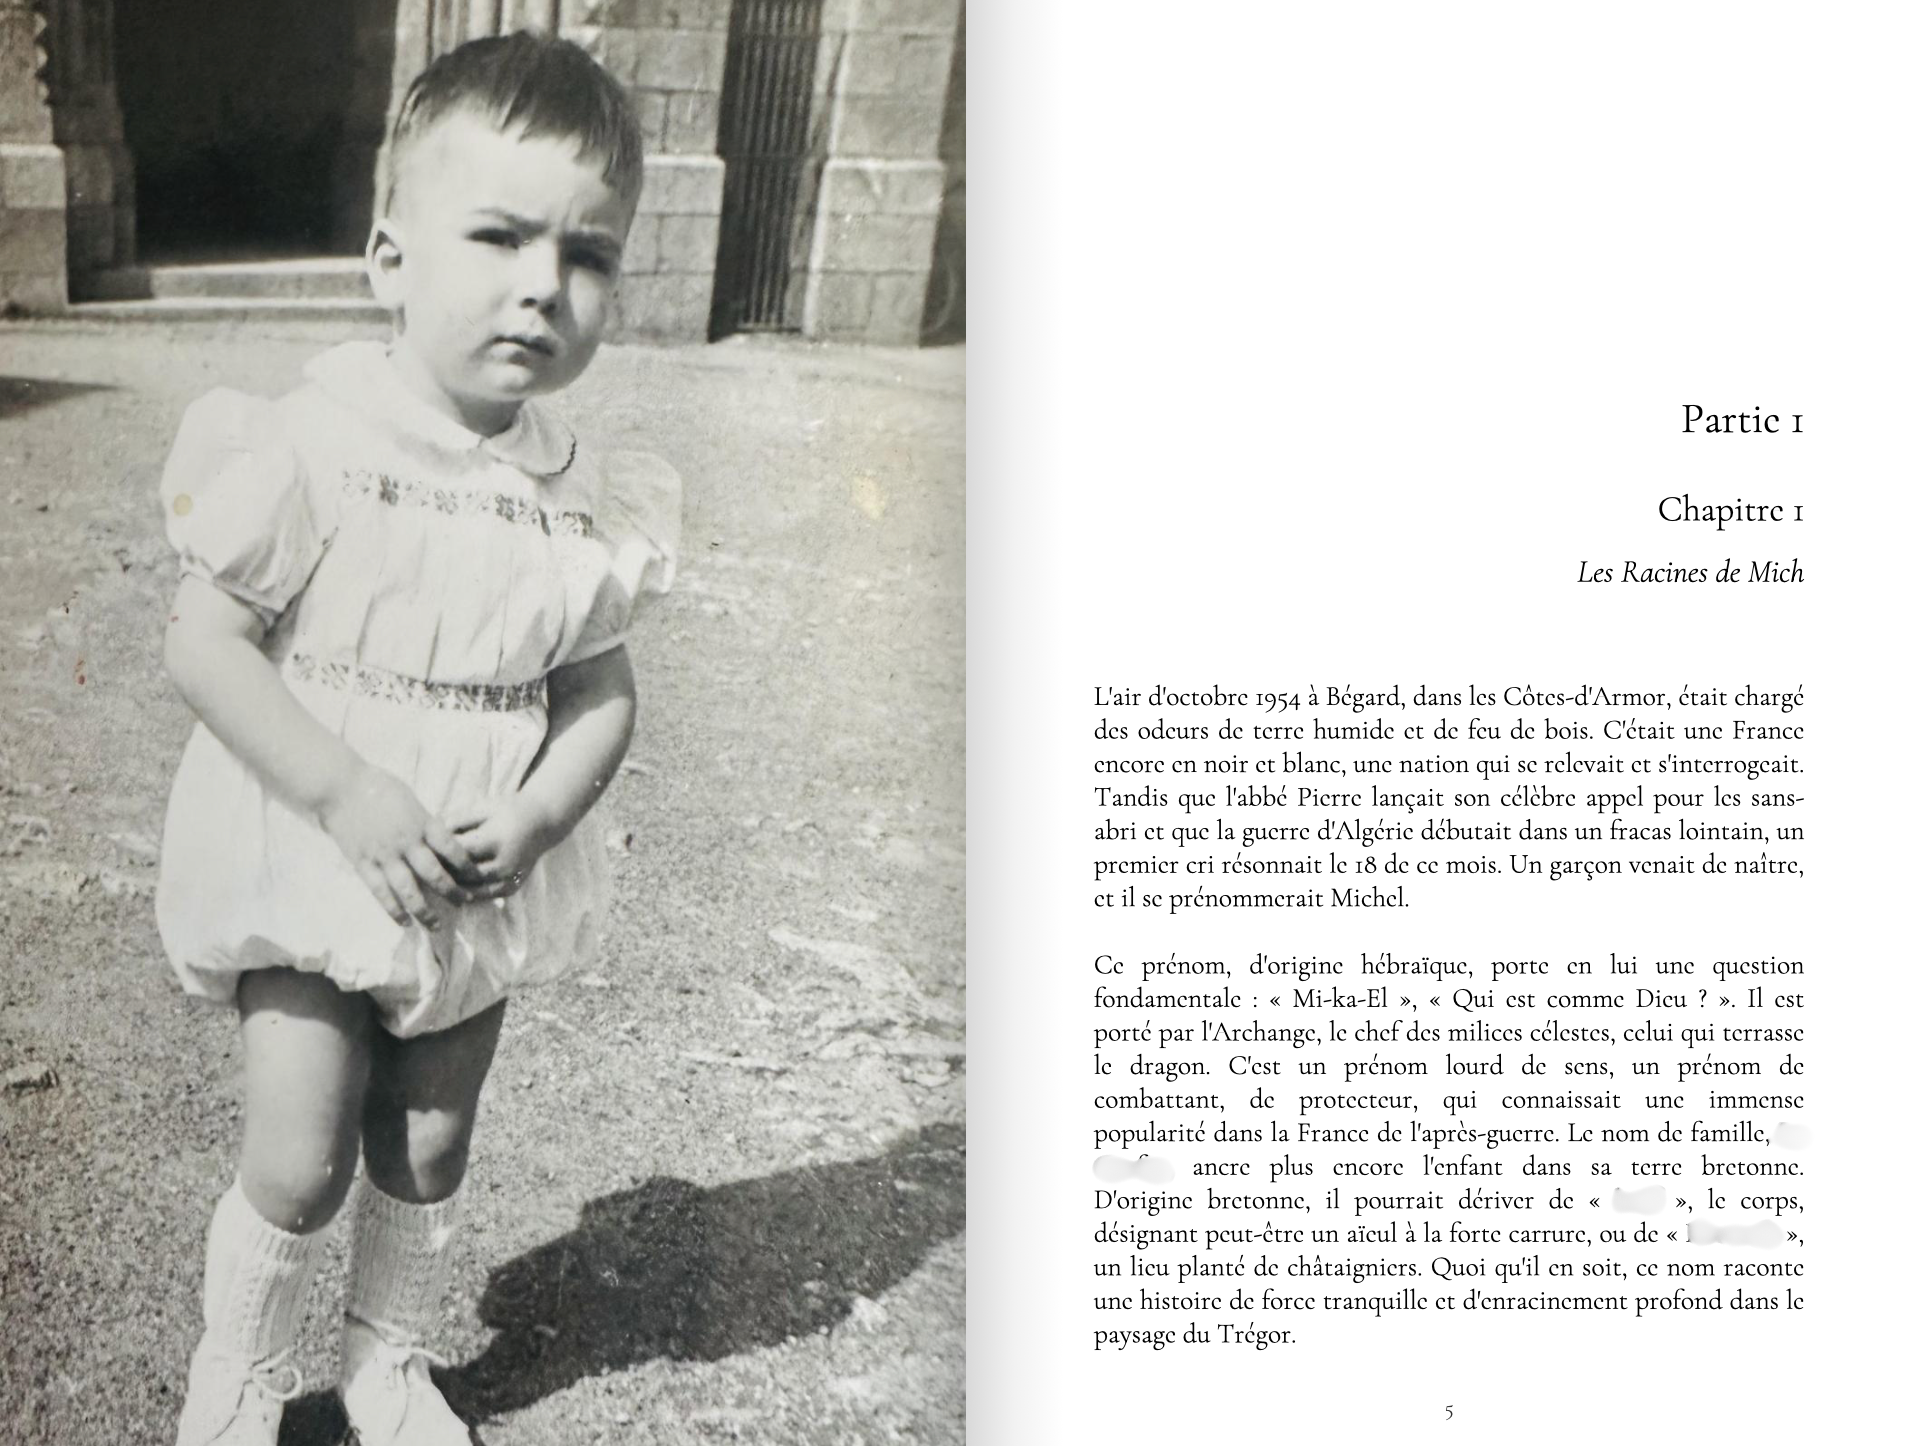 Partie 1
Chapitre 1
Les Racines de Mich
L'air d'octobre 1954 à Bégard, dans les Côtes-d'Armor, était chargé
des odeurs de terre humide et de feu de bois. C'était une France
encore en noir et blanc, une nation qui se relevait et s'interrogeait.
Tandis que l'abbé Pierre lançait son célèbre appel pour les sans-
abri et que la guerre d'Algérie débutait dans un fracas lointain, un
premier cri résonnait le 18 de ce mois. Un garçon venait de naître,
et il se prénommerait Michel.
Ce prénom, d'origine hébraïque, porte en lui une question
fondamentale : « Mi-ka-El », « Qui est comme Dieu ? ». Il est
porté par l'Archange, le chef des milices célestes, celui qui terrasse
le dragon. C'est un prénom lourd de sens, un prénom de
combattant, de protecteur, qui connaissait une immense
popularité dans la France de l'après-guerre. Le nom de famille,
ancre plus encore l'enfant dans sa terre bretonne.
D'origine bretonne, il pourrait dériver de « », le corps,
désignant peut-être un aïeul à la forte carrure, ou de « »,
un lieu planté de châtaigniers. Quoi qu'il en soit, ce nom raconte
une histoire de force tranquille et d'enracinement profond dans le
paysage du Trégor.
5